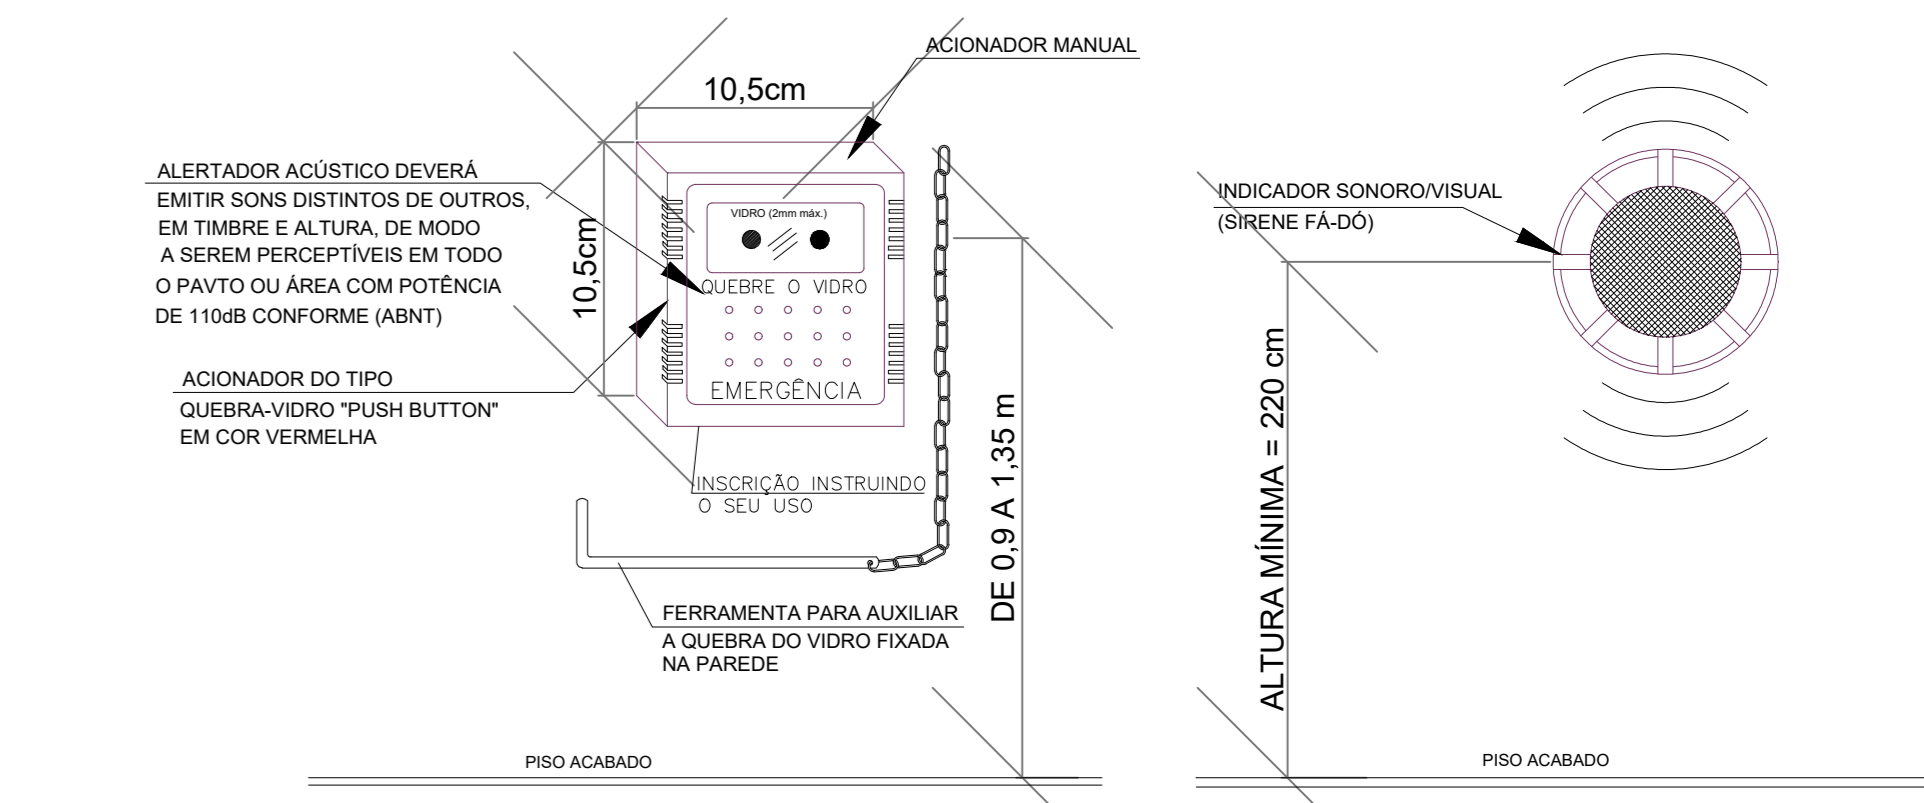 ACIONADOR MANUAL
10,5cm
10,5cm
ALERTADOR ACÚSTICO DEVERÁ
EMITIR SONS DISTINTOS DE OUTROS,
EM TIMBRE E ALTURA, DE MODO
A SEREM PERCEPTÍVEIS EM TODO
O PAVTO OU ÁREA COM POTÊNCIA
DE 110dB CONFORME (ABNT)
ACIONADOR DO TIPO
QUEBRA-VIDRO "PUSH BUTTON"
EM COR VERMELHA
VIDRO (2mm máx.)
QUEBRE O VIDRO
EMERGÊNCIA
INSCRIÇÃO INSTRUINDO
O SEU USO
FERRAMENTA PARA AUXILIAR
A QUEBRA DO VIDRO FIXADA
NA PAREDE
DE 0,9 A 1,35 m
PISO ACABADO
INDICADOR SONORO/VISUAL
(SIRENE FÁ-DÓ)
ALTURA MÍNIMA = 220 cm
PISO ACABADO